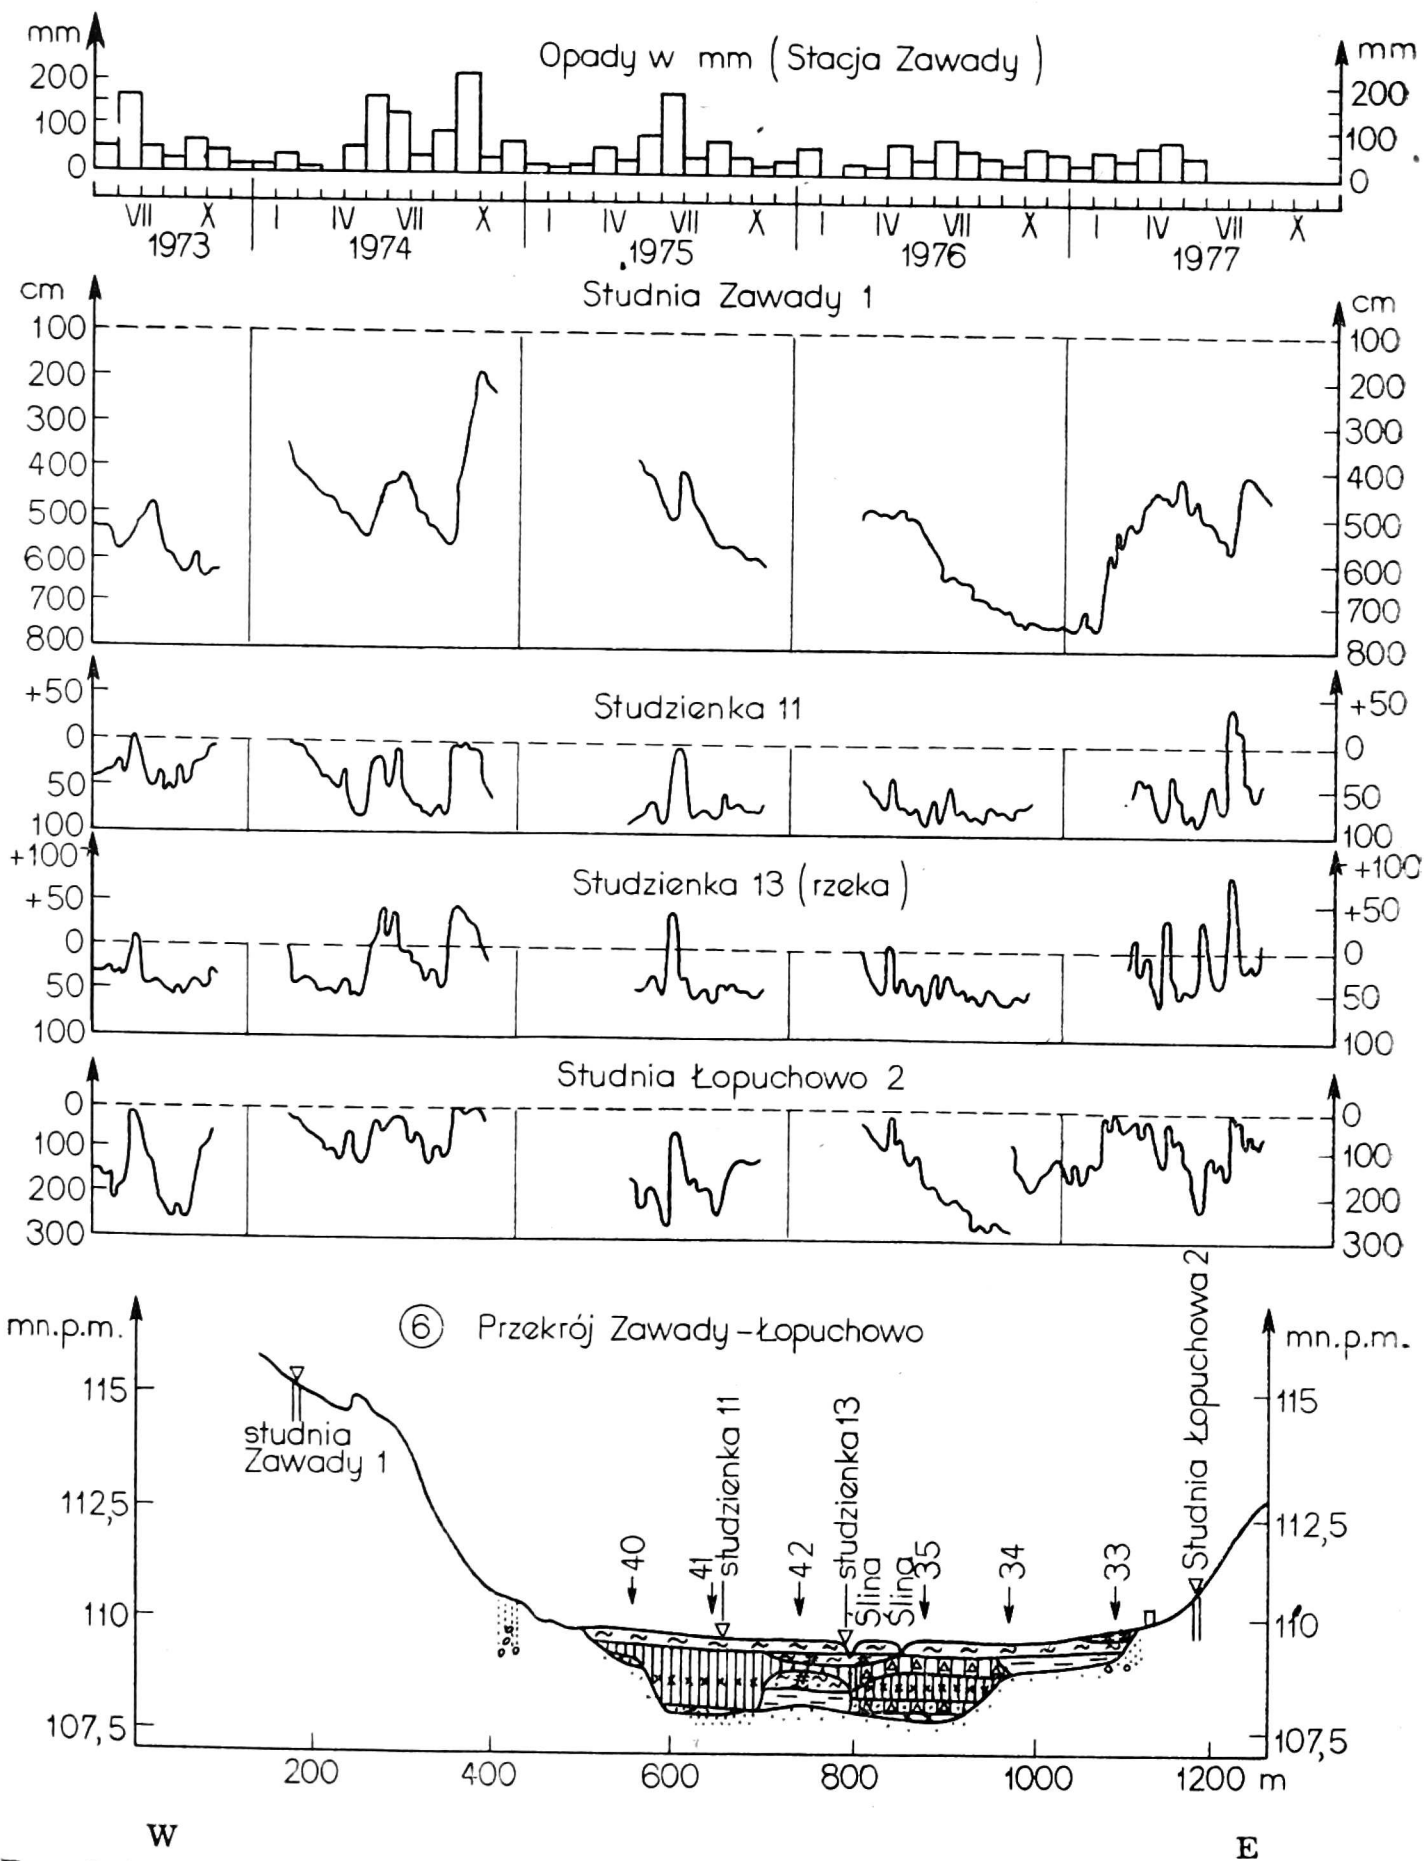 mm
Opady w mm (Stacja Zawady)
mm
200
100
0
200
100
0
VII X I IV VII X I IV VII X I IV VII X I IV VII X
1973 1974 1975 1976 1977
cm
Studnia Zawady 1
cm
100
200
300
400
500
600
700
800
100
200
300
400
500
600
700
800
+50
0
50
100
Studzienka 11
+50
0
50
100
+100
+50
0
50
100
Studzienka 13 (rzeka)
+100
+50
0
50
100
Studnia Łopuchowo 2
0
100
200
300
0
100
200
300
mn.p.m.
6 Przekrój Zawady-Łopuchowo
mn.p.m.
115
112,5
110
107,5
studnia
Zawady 1
40
41
studzienka 11
42
studzienka 13
Ślina
Ślina
35
34
33
Studnia Łopuchowa 2
115
112,5
110
107,5
200 400 600 800 1000 1200 m
W E